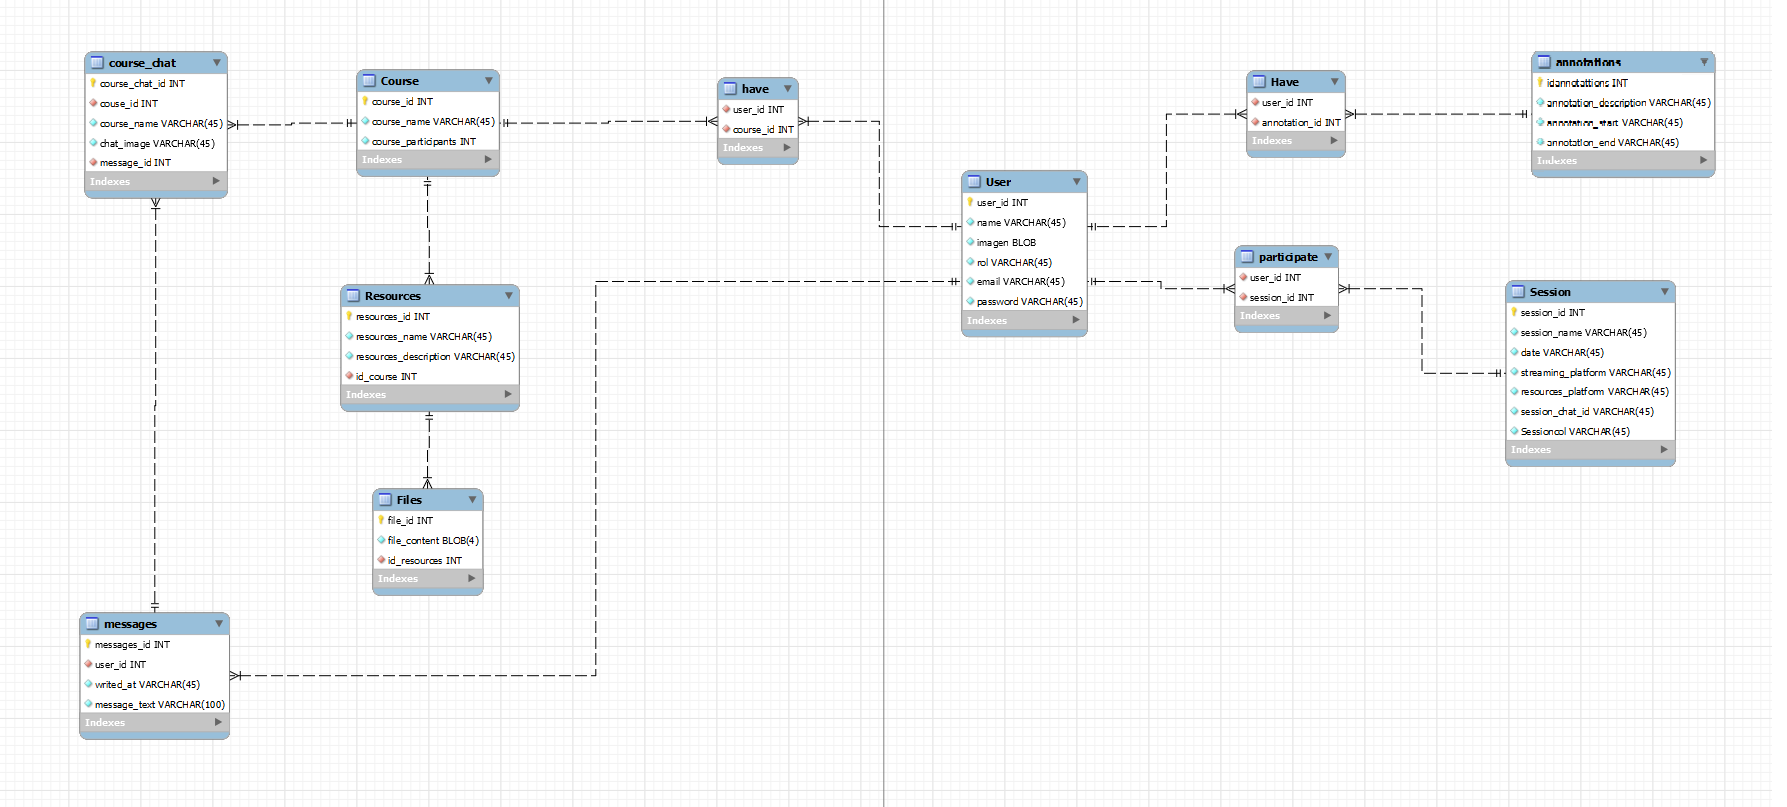 course_chat
course_chat_id INT
couse_id INT
course_name VARCHAR(45)
chat_image VARCHAR(45)
message_id INT
Indexes
Course
course_id INT
course_name VARCHAR(45)
course_participants INT
Indexes
have
user_id INT
course_id INT
Indexes
User
user_id INT
name VARCHAR(45)
imagen BLOB
rol VARCHAR(45)
email VARCHAR(45)
password VARCHAR(45)
Indexes
Have
user_id INT
annotation_id INT
Indexes
annotations
idannotattions INT
annotation_description VARCHAR(45)
annotation_start VARCHAR(45)
annotation_end VARCHAR(45)
Indexes
participate
user_id INT
session_id INT
Indexes
Session
session_id INT
session_name VARCHAR(45)
date VARCHAR(45)
streaming_platform VARCHAR(45)
resources_platform VARCHAR(45)
session_chat_id VARCHAR(45)
Sessioncol VARCHAR(45)
Indexes
Resources
resources_id INT
resources_name VARCHAR(45)
resources_description VARCHAR(45)
id_course INT
Indexes
Files
file_id INT
file_content BLOB(4)
id_resources INT
Indexes
messages
messages_id INT
user_id INT
writed_at VARCHAR(45)
message_text VARCHAR(100)
Indexes